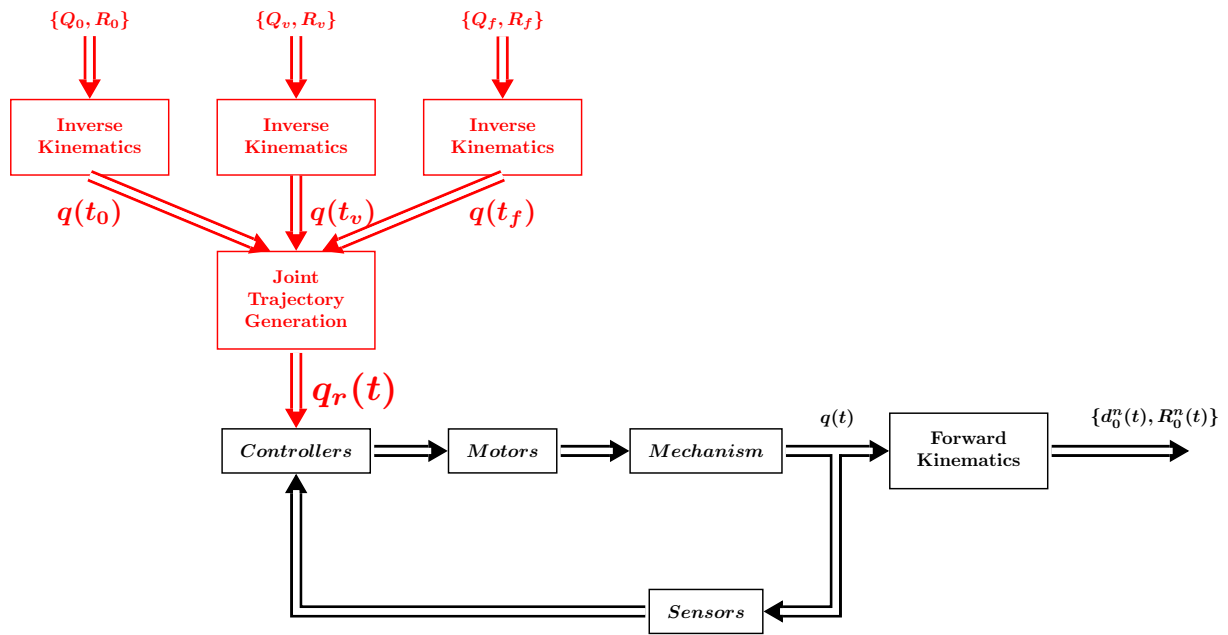 {Q_0, R_0}
{Q_v, R_v}
{Q_f, R_f}
Inverse
Kinematics
Inverse
Kinematics
Inverse
Kinematics
q(t_0)
q(t_v)
q(t_f)
Joint
Trajectory
Generation
q_r(t)
Controllers
Motors
Mechanism
q(t)
Forward
Kinematics
{d_0^n(t), R_0^n(t)}
Sensors